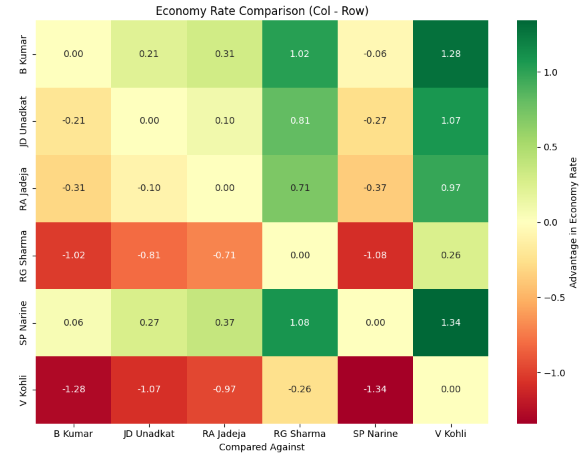 Economy Rate Comparison (Col - Row)
B Kumar 0.00 0.21 0.31 1.02 -0.06 1.28
JD Unadkat -0.21 0.00 0.10 0.81 -0.27 1.07
RA Jadeja -0.31 -0.10 0.00 0.71 -0.37 0.97
RG Sharma -1.02 -0.81 -0.71 0.00 -1.08 0.26
SP Narine 0.06 0.27 0.37 1.08 0.00 1.34
V Kohli -1.28 -1.07 -0.97 -0.26 -1.34 0.00
B Kumar JD Unadkat RA Jadeja RG Sharma SP Narine V Kohli
Compared Against
1.0
0.5
0.0
−0.5
−1.0
Advantage in Economy Rate